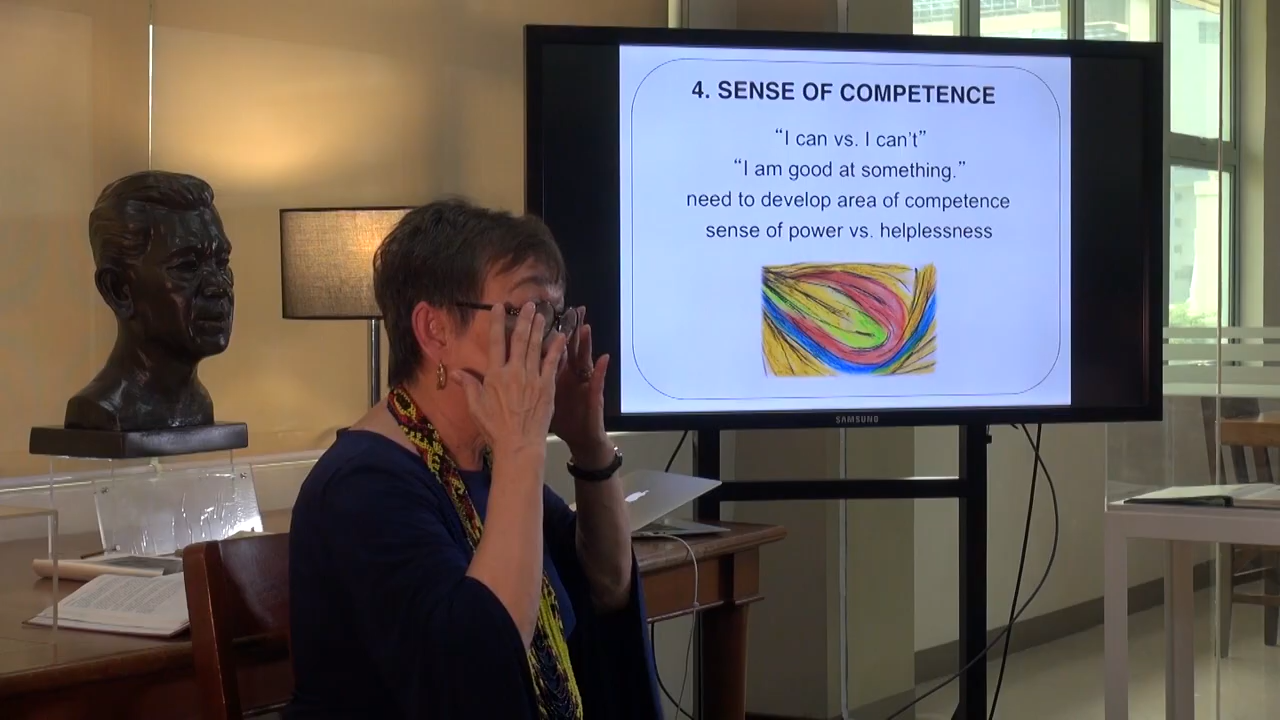 4. SENSE OF COMPETENCE
“I can vs. I can't”
“I am good at something.”
need to develop area of competence
sense of power vs. helplessness
SAMSUNG